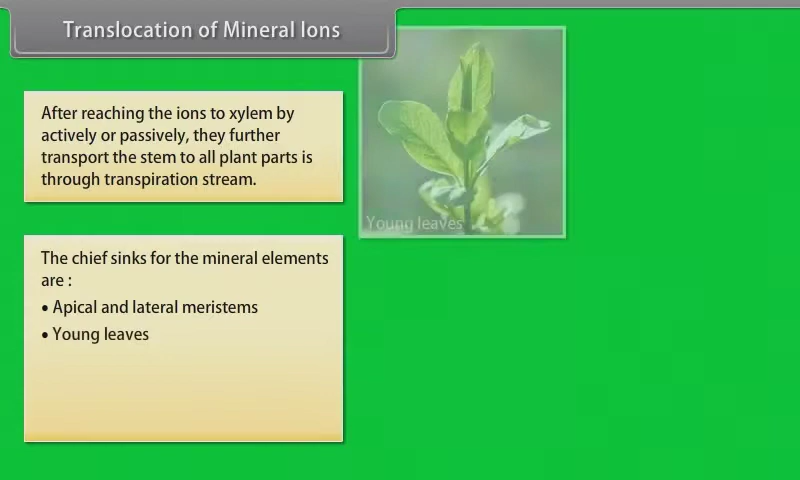 Translocation of Mineral Ions
After reaching the ions to xylem by
actively or passively, they further
transport the stem to all plant parts is
through transpiration stream.
Young leaves
The chief sinks for the mineral elements
are :
• Apical and lateral meristems
• Young leaves